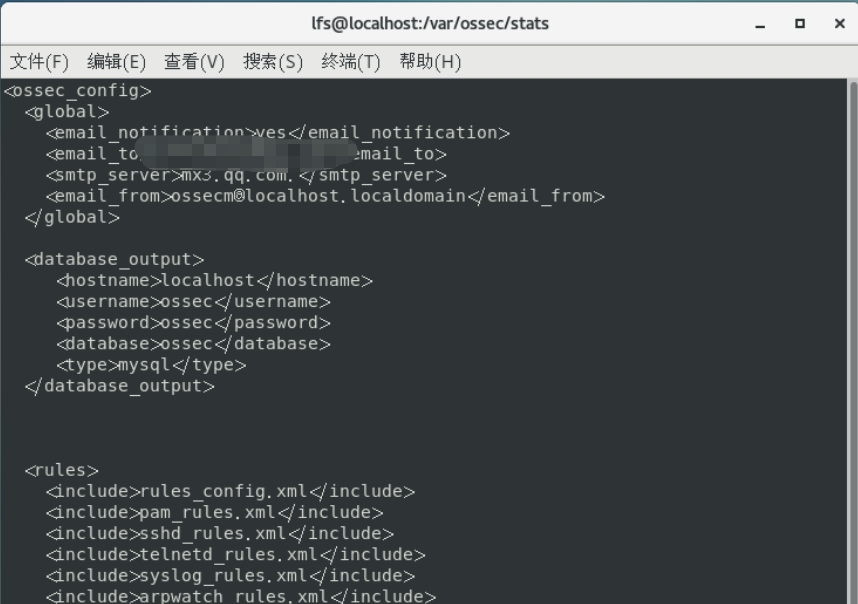 lfs@localhost:/var/ossec/stats
文件(F) 编辑(E) 查看(V) 搜索(S) 终端(T) 帮助(H)
<ossec_config>
  <global>
    <email_notification>yes</email_notification>
    <email_to email_to>
    <smtp_server>mx3.qq.com.</smtp_server>
    <email_from>ossecm@localhost.localdomain</email_from>
  </global>
  <database_output>
     <hostname>localhost</hostname>
     <username>ossec</username>
     <password>ossec</password>
     <database>ossec</database>
     <type>mysql</type>
  </database_output>
  <rules>
    <include>rules_config.xml</include>
    <include>pam_rules.xml</include>
    <include>sshd_rules.xml</include>
    <include>telnetd_rules.xml</include>
    <include>syslog_rules.xml</include>
    <include>arpwatch_rules.xml</include>